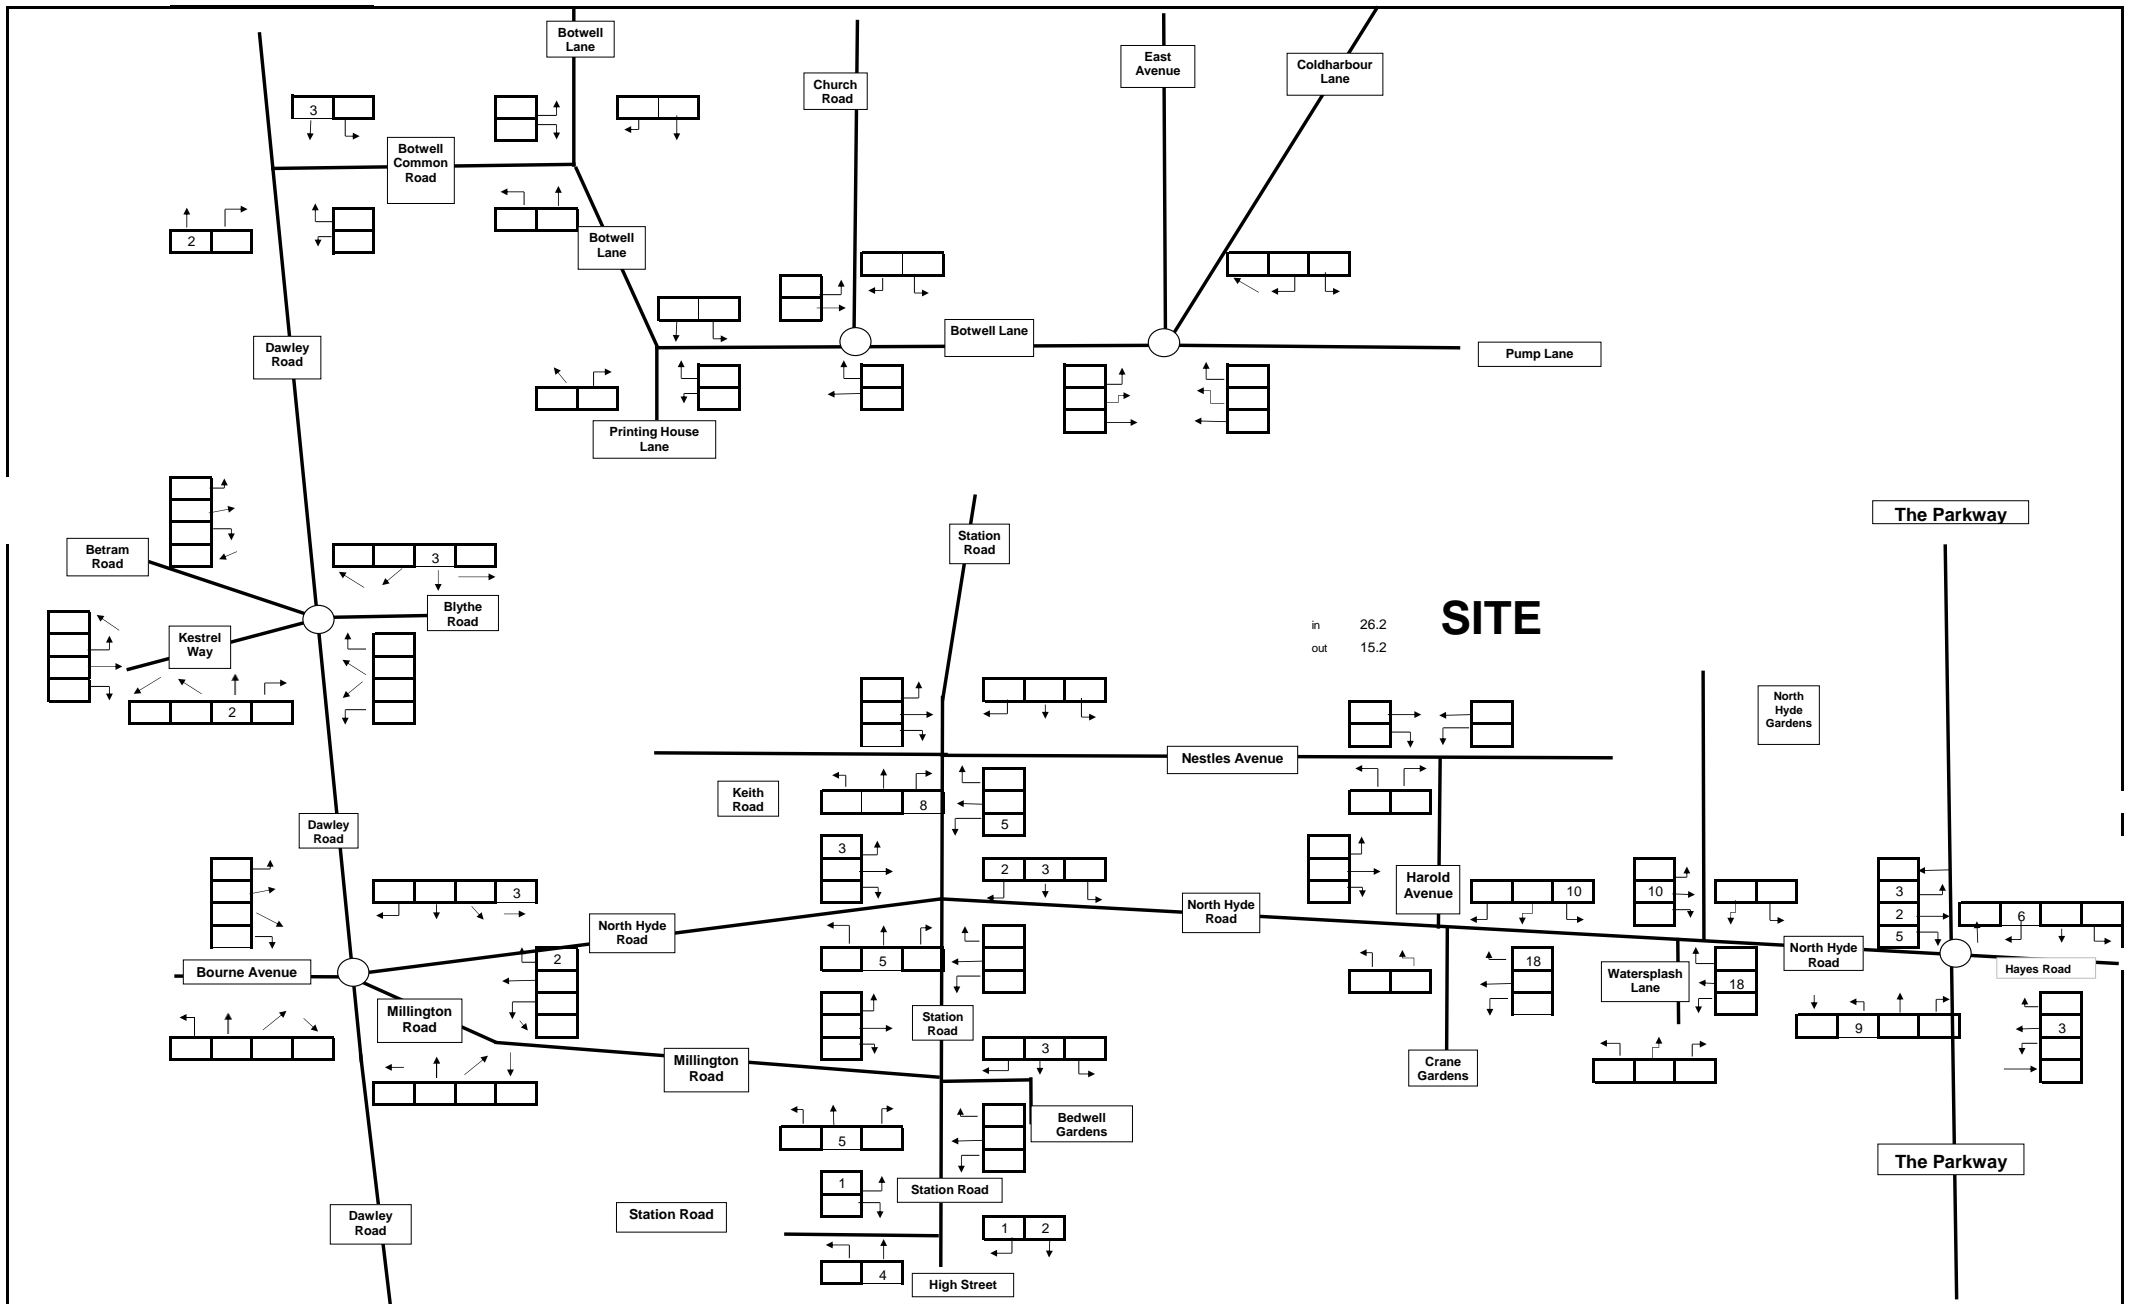 Botwell
Lane
East
Avenue
Coldharbour
Lane
Church
Road
3
Botwell
Common
Road
2
Botwell
Lane
Botwell Lane
Dawley
Road
Pump Lane
Printing House
Lane
The Parkway
Station
Road
Betram
Road
3
Blythe
Road
SITE
in 26.2
out 15.2
Kestrel
Way
2
North
Hyde
Gardens
Nestles Avenue
Keith
Road
8
5
Dawley
Road
3
2 3
Harold
Avenue
10
10
3
2
5
3
North Hyde
Road
North Hyde
Road
6
5
2
North Hyde
Road
Hayes Road
Bourne Avenue
18
Watersplash
Lane
18
Millington
Road
Station
Road
9
3
3
Millington
Road
Crane
Gardens
Bedwell
Gardens
5
The Parkway
1
Station Road
Station Road
Dawley
Road
1 2
4
High Street